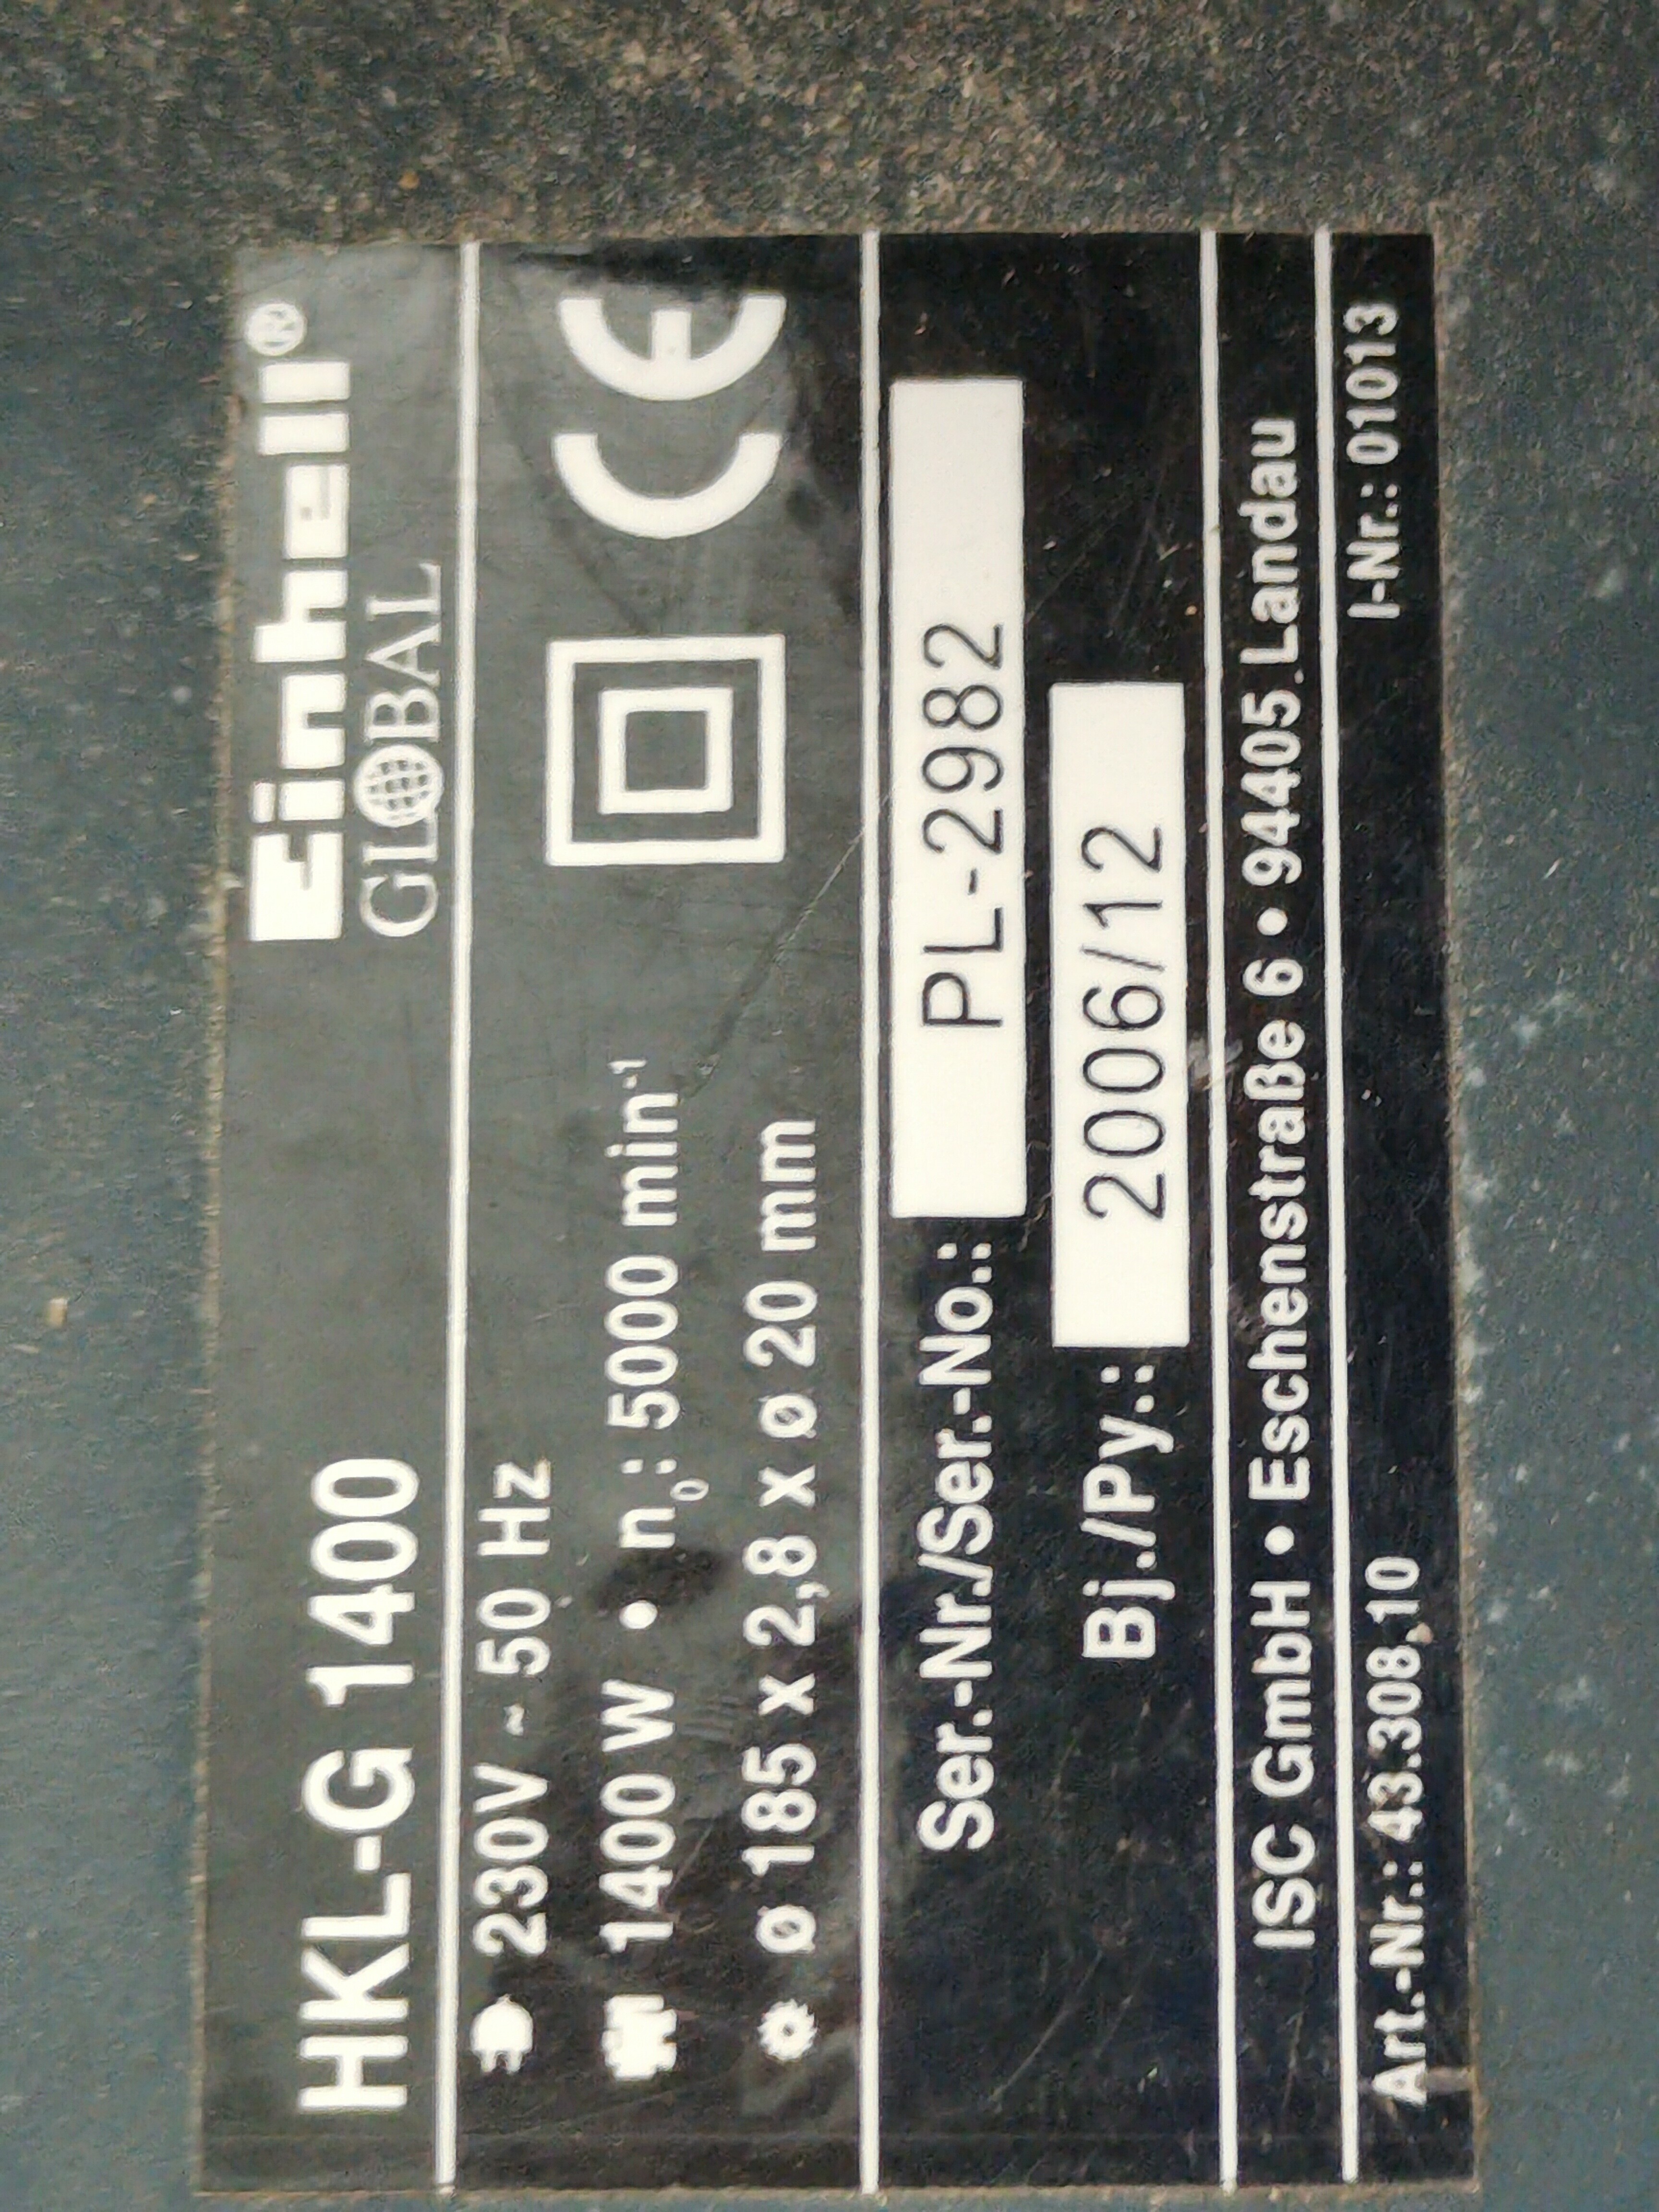 HKL-G 1400
Einhell®
GLOBAL
230V ~ 50 Hz
1400 W • n₀: 5000 min⁻¹
ø 185 x 2,8 x ø 20 mm
CE
Ser.-Nr./Ser.-No.: PL-2982
Bj./Py.: 2006/12
ISC GmbH • Eschenstraße 6 • 94405 Landau
Art.-Nr.: 43.308.10 I-Nr.: 01013